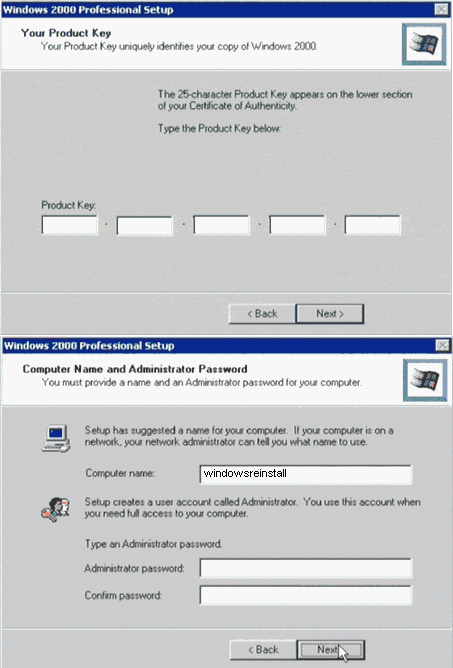 Windows 2000 Professional Setup
Your Product Key
Your Product Key uniquely identifies your copy of Windows 2000.
The 25-character Product Key appears on the lower section
of your Certificate of Authenticity.
Type the Product Key below:
Product Key:
- - - -
< Back Next >
Windows 2000 Professional Setup
Computer Name and Administrator Password
You must provide a name and an Administrator password for your computer.
Setup has suggested a name for your computer. If your computer is on a
network, your network administrator can tell you what name to use.
Computer name: windowsreinstall
Setup creates a user account called Administrator. You use this account when
you need full access to your computer.
Type an Administrator password.
Administrator password:
Confirm password:
< Back Next >